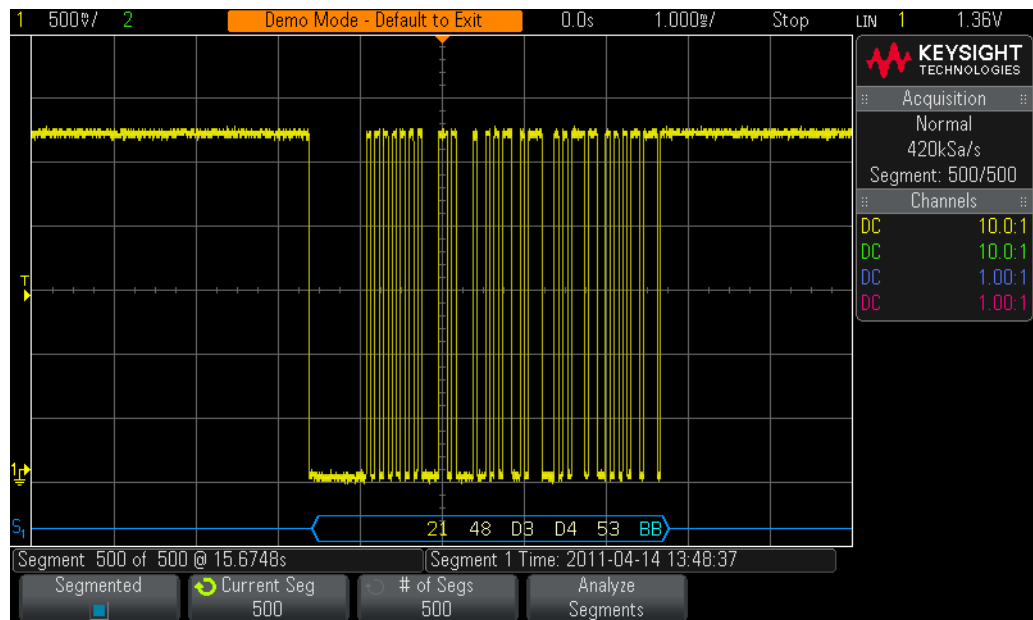 1 500mV/ 2 Demo Mode - Default to Exit 0.0s 1.000ms/ Stop LIN 1 1.36V
KEYSIGHT
TECHNOLOGIES
Acquisition
Normal
420kSa/s
Segment: 500/500
Channels
DC 10.0:1
DC 10.0:1
DC 1.00:1
DC 1.00:1
T
1
S1 21 48 D3 D4 53 BB
Segment 500 of 500 @ 15.6748s Segment 1 Time: 2011-04-14 13:48:37
Segmented Current Seg # of Segs Analyze
500 500 Segments